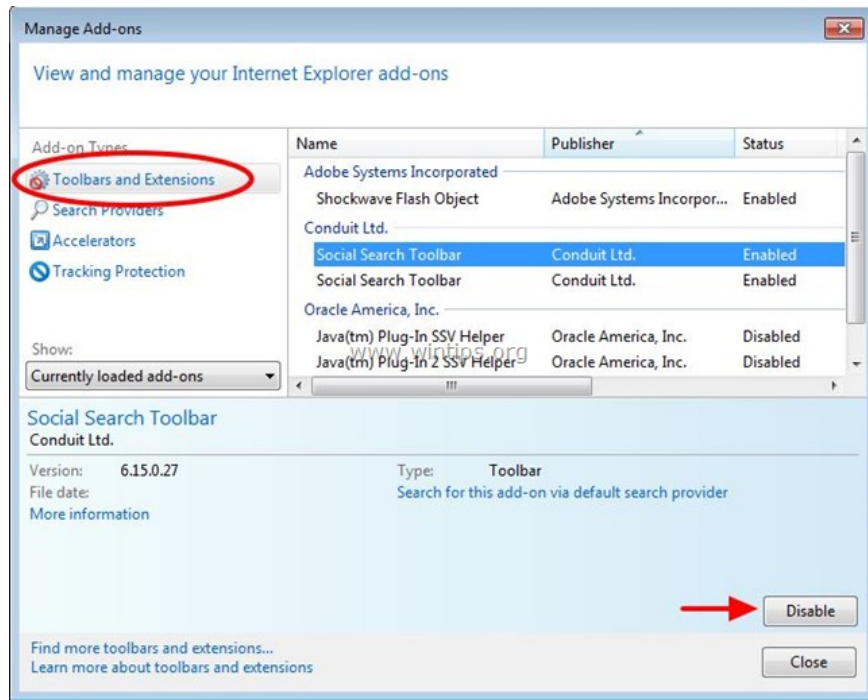 Manage Add-ons
View and manage your Internet Explorer add-ons
Add-on Types
Toolbars and Extensions
Search Providers
Accelerators
Tracking Protection
Show:
Currently loaded add-ons
Name Publisher Status
Adobe Systems Incorporated
Shockwave Flash Object Adobe Systems Incorpor... Enabled
Conduit Ltd.
Social Search Toolbar Conduit Ltd. Enabled
Social Search Toolbar Conduit Ltd. Enabled
Oracle America, Inc.
Java(tm) Plug-In SSV Helper Oracle America, Inc. Disabled
www.wintips.org
Java(tm) Plug-In 2 SSV Helper Oracle America, Inc. Disabled
Social Search Toolbar
Conduit Ltd.
Version: 6.15.0.27 Type: Toolbar
File date: Search for this add-on via default search provider
More information
Disable
Find more toolbars and extensions...
Learn more about toolbars and extensions
Close